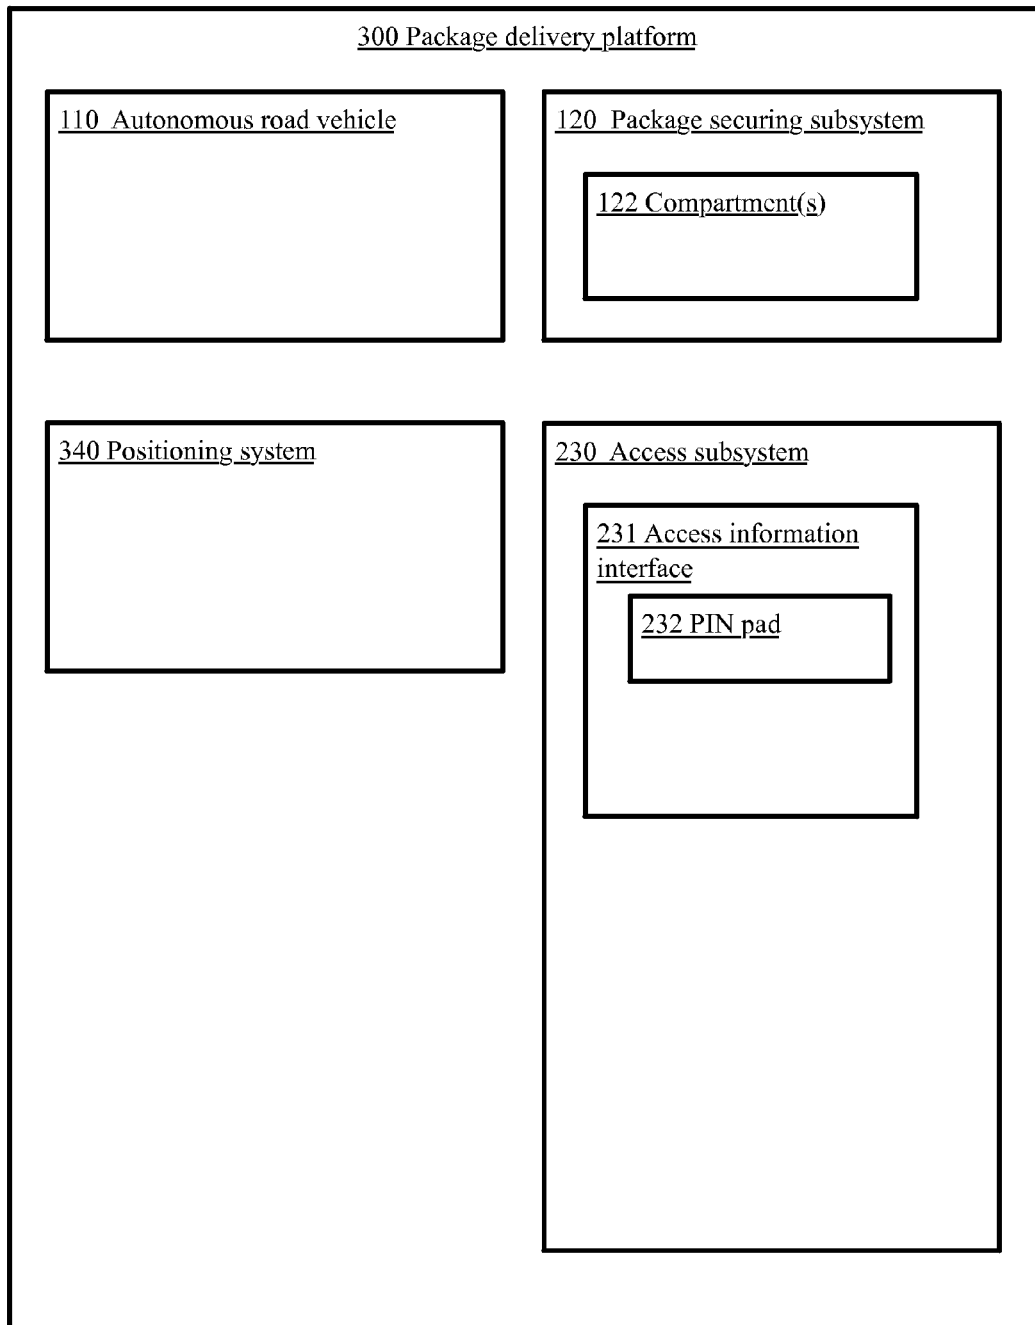 300 Package delivery platform
110 Autonomous road vehicle
120 Package securing subsystem
122 Compartment(s)
340 Positioning system
230 Access subsystem
231 Access information
interface
232 PIN pad